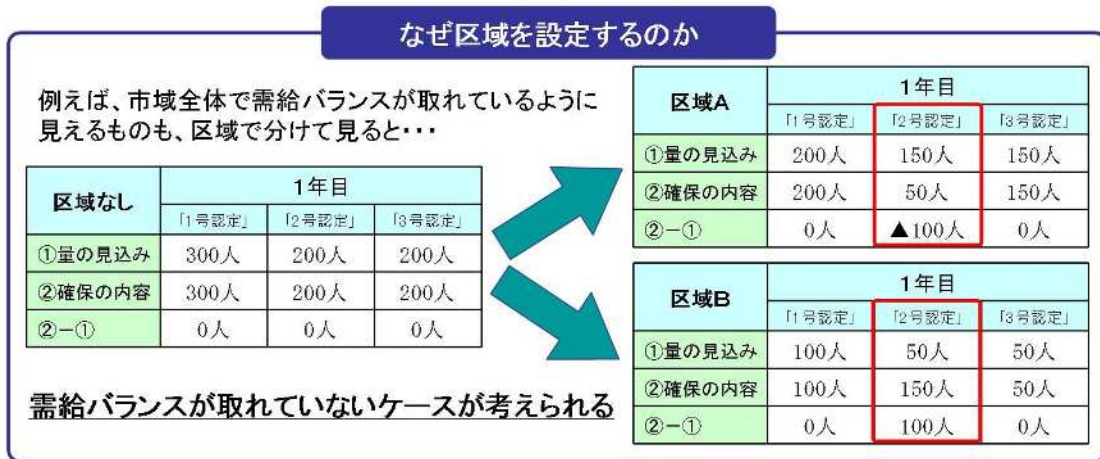 なぜ区域を設定するのか
例えば、市域全体で需給バランスが取れているように
見えるものも、区域で分けて見ると・・・
区域なし 1年目
「1号認定」 「2号認定」 「3号認定」
①量の見込み 300人 200人 200人
②確保の内容 300人 200人 200人
②－① 0人 0人 0人
需給バランスが取れていないケースが考えられる
区域A 1年目
「1号認定」 「2号認定」 「3号認定」
①量の見込み 200人 150人 150人
②確保の内容 200人 50人 150人
②－① 0人 ▲100人 0人
区域B 1年目
「1号認定」 「2号認定」 「3号認定」
①量の見込み 100人 50人 50人
②確保の内容 100人 150人 50人
②－① 0人 100人 0人